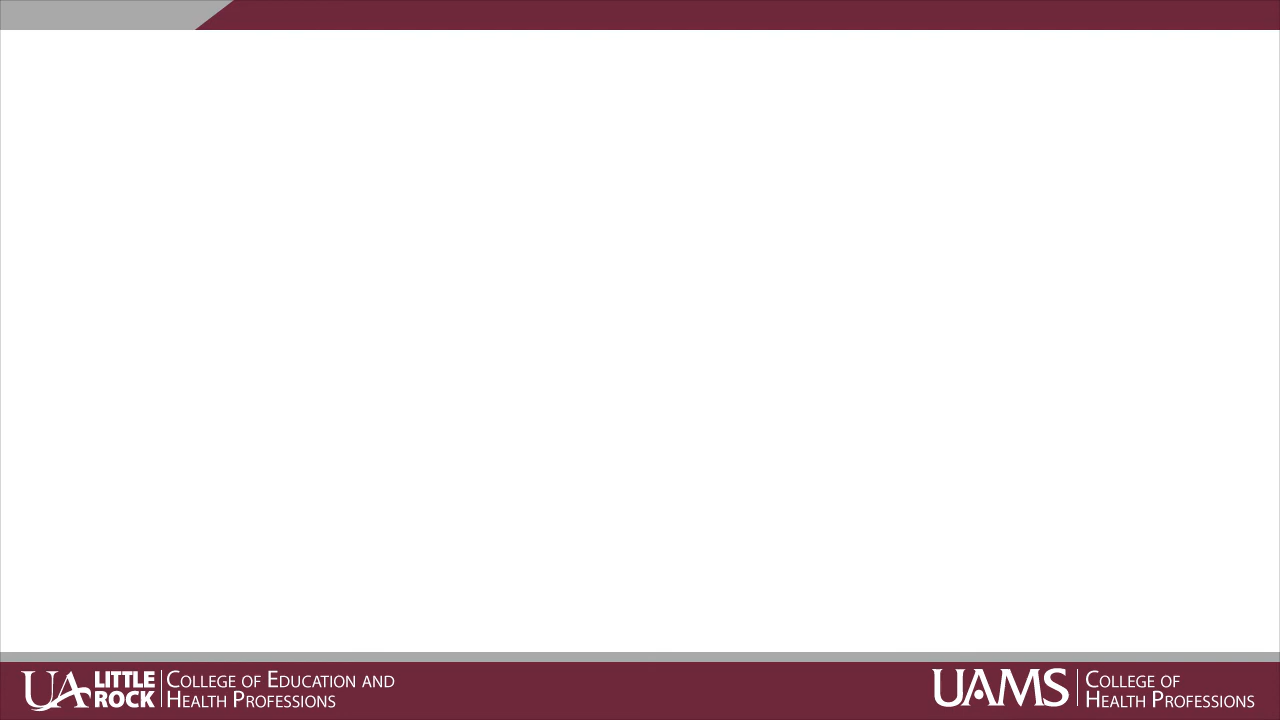 UA LITTLE ROCK COLLEGE OF EDUCATION AND HEALTH PROFESSIONS
UAMS COLLEGE OF HEALTH PROFESSIONS